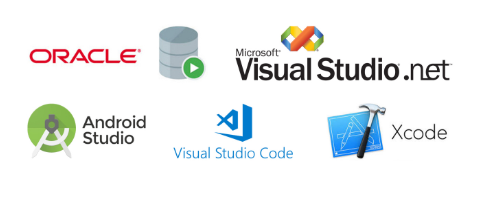 ORACLE
Microsoft
Visual Studio .net
Android
Studio
Visual Studio Code
Xcode